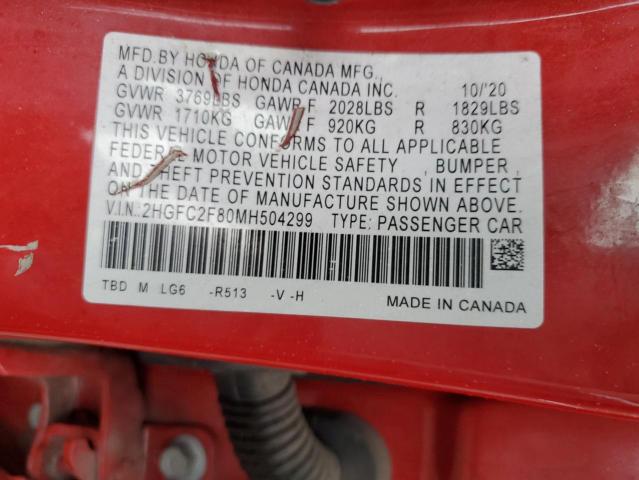 MFD.BY HONDA OF CANADA MFG.,
A DIVISION OF HONDA CANADA INC. 10/'20
GVWR 3769LBS GAWR F 2028LBS R 1829LBS
GVWR 1710KG GAWR F 920KG R 830KG
THIS VEHICLE CONFORMS TO ALL APPLICABLE
FEDERAL MOTOR VEHICLE SAFETY , BUMPER ,
AND THEFT PREVENTION STANDARDS IN EFFECT
ON THE DATE OF MANUFACTURE SHOWN ABOVE.
V.I.N.:2HGFC2F80MH504299 TYPE: PASSENGER CAR
TBD M LG6 -R513 -V -H
MADE IN CANADA